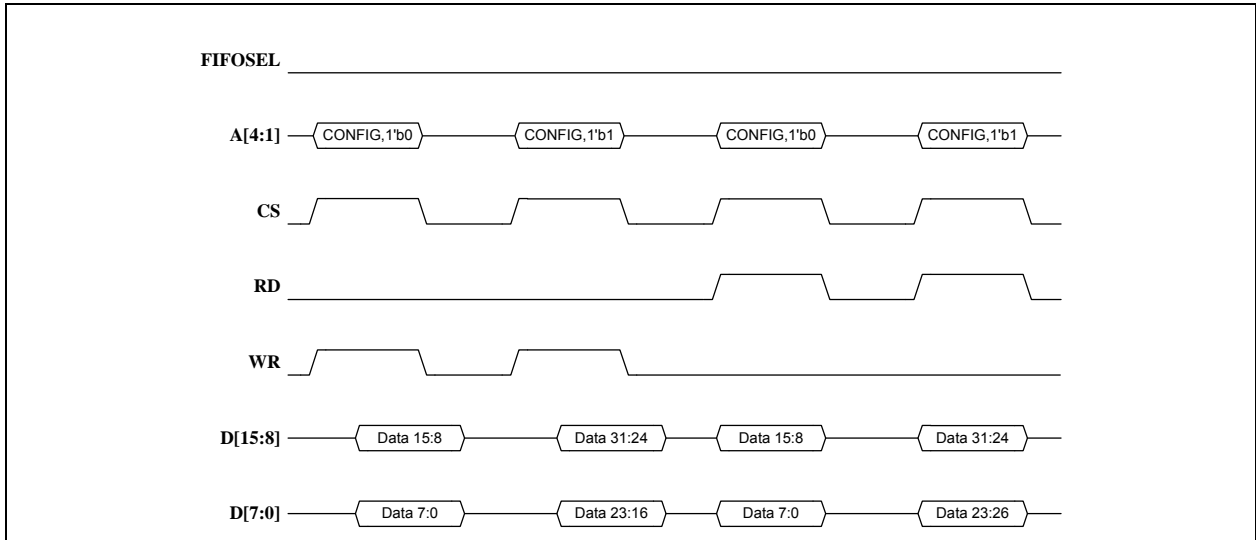 FIFOSEL
A[4:1] CONFIG,1'b0 CONFIG,1'b1 CONFIG,1'b0 CONFIG,1'b1
CS
RD
WR
D[15:8] Data 15:8 Data 31:24 Data 15:8 Data 31:24
D[7:0] Data 7:0 Data 23:16 Data 7:0 Data 23:26